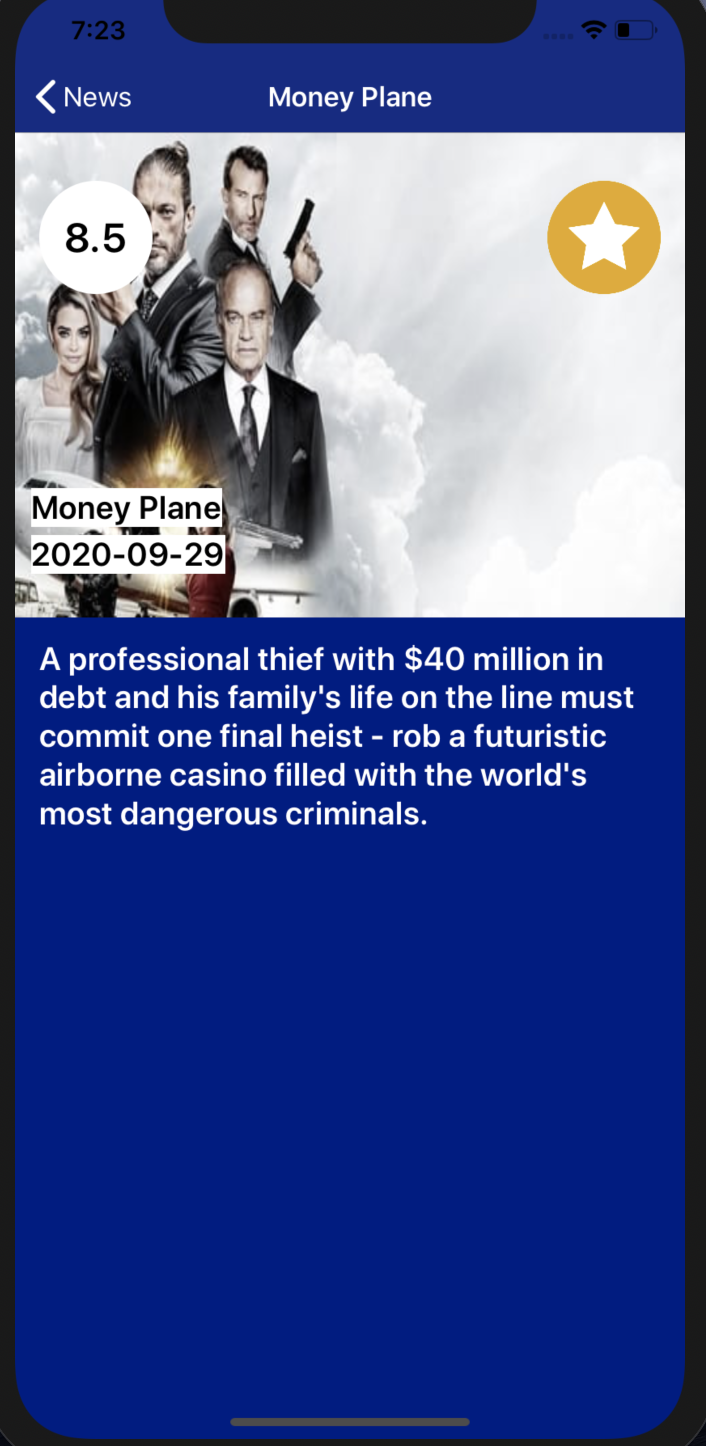 7:23
News
Money Plane
8.5
Money Plane
2020-09-29
A professional thief with $40 million in
debt and his family's life on the line must
commit one final heist - rob a futuristic
airborne casino filled with the world's
most dangerous criminals.